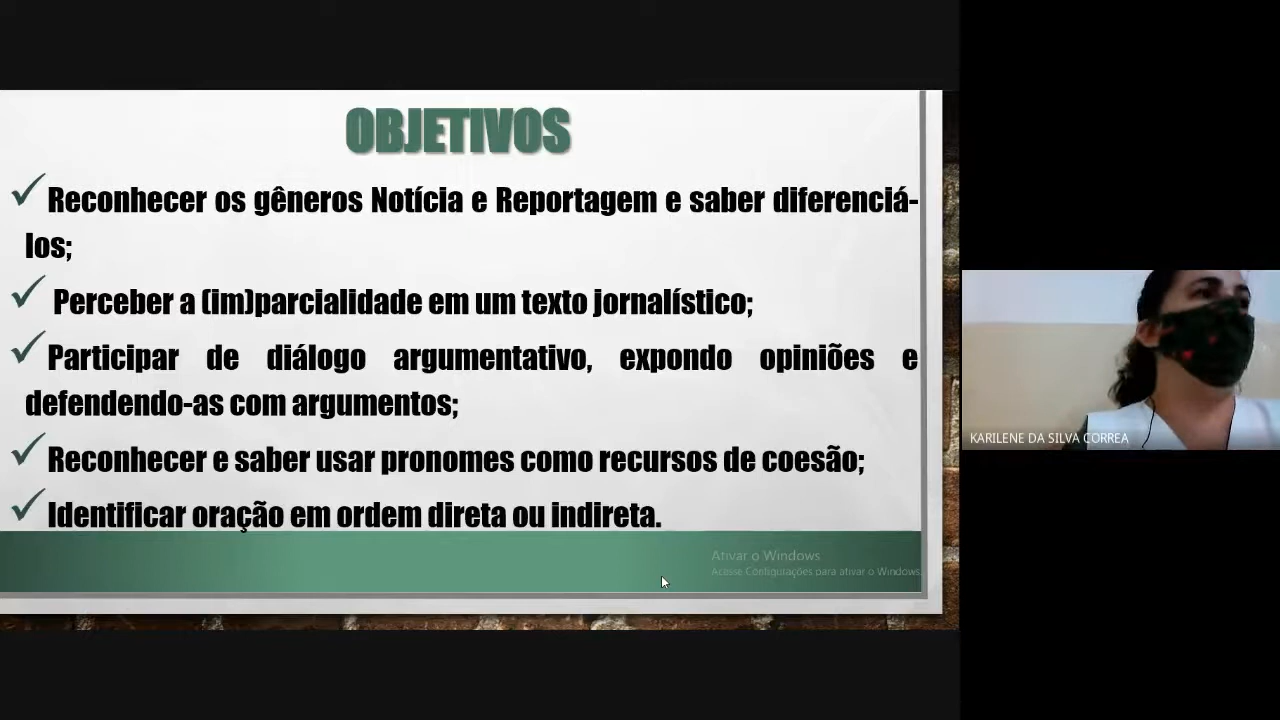 OBJETIVOS
Reconhecer os gêneros Notícia e Reportagem e saber diferenciá-
los;
Perceber a (im)parcialidade em um texto jornalístico;
Participar de diálogo argumentativo, expondo opiniões e
defendendo-as com argumentos;
Reconhecer e saber usar pronomes como recursos de coesão;
Identificar oração em ordem direta ou indireta.
Ativar o Windows
Acesse Configurações para ativar o Windows.
KARILENE DA SILVA CORREA